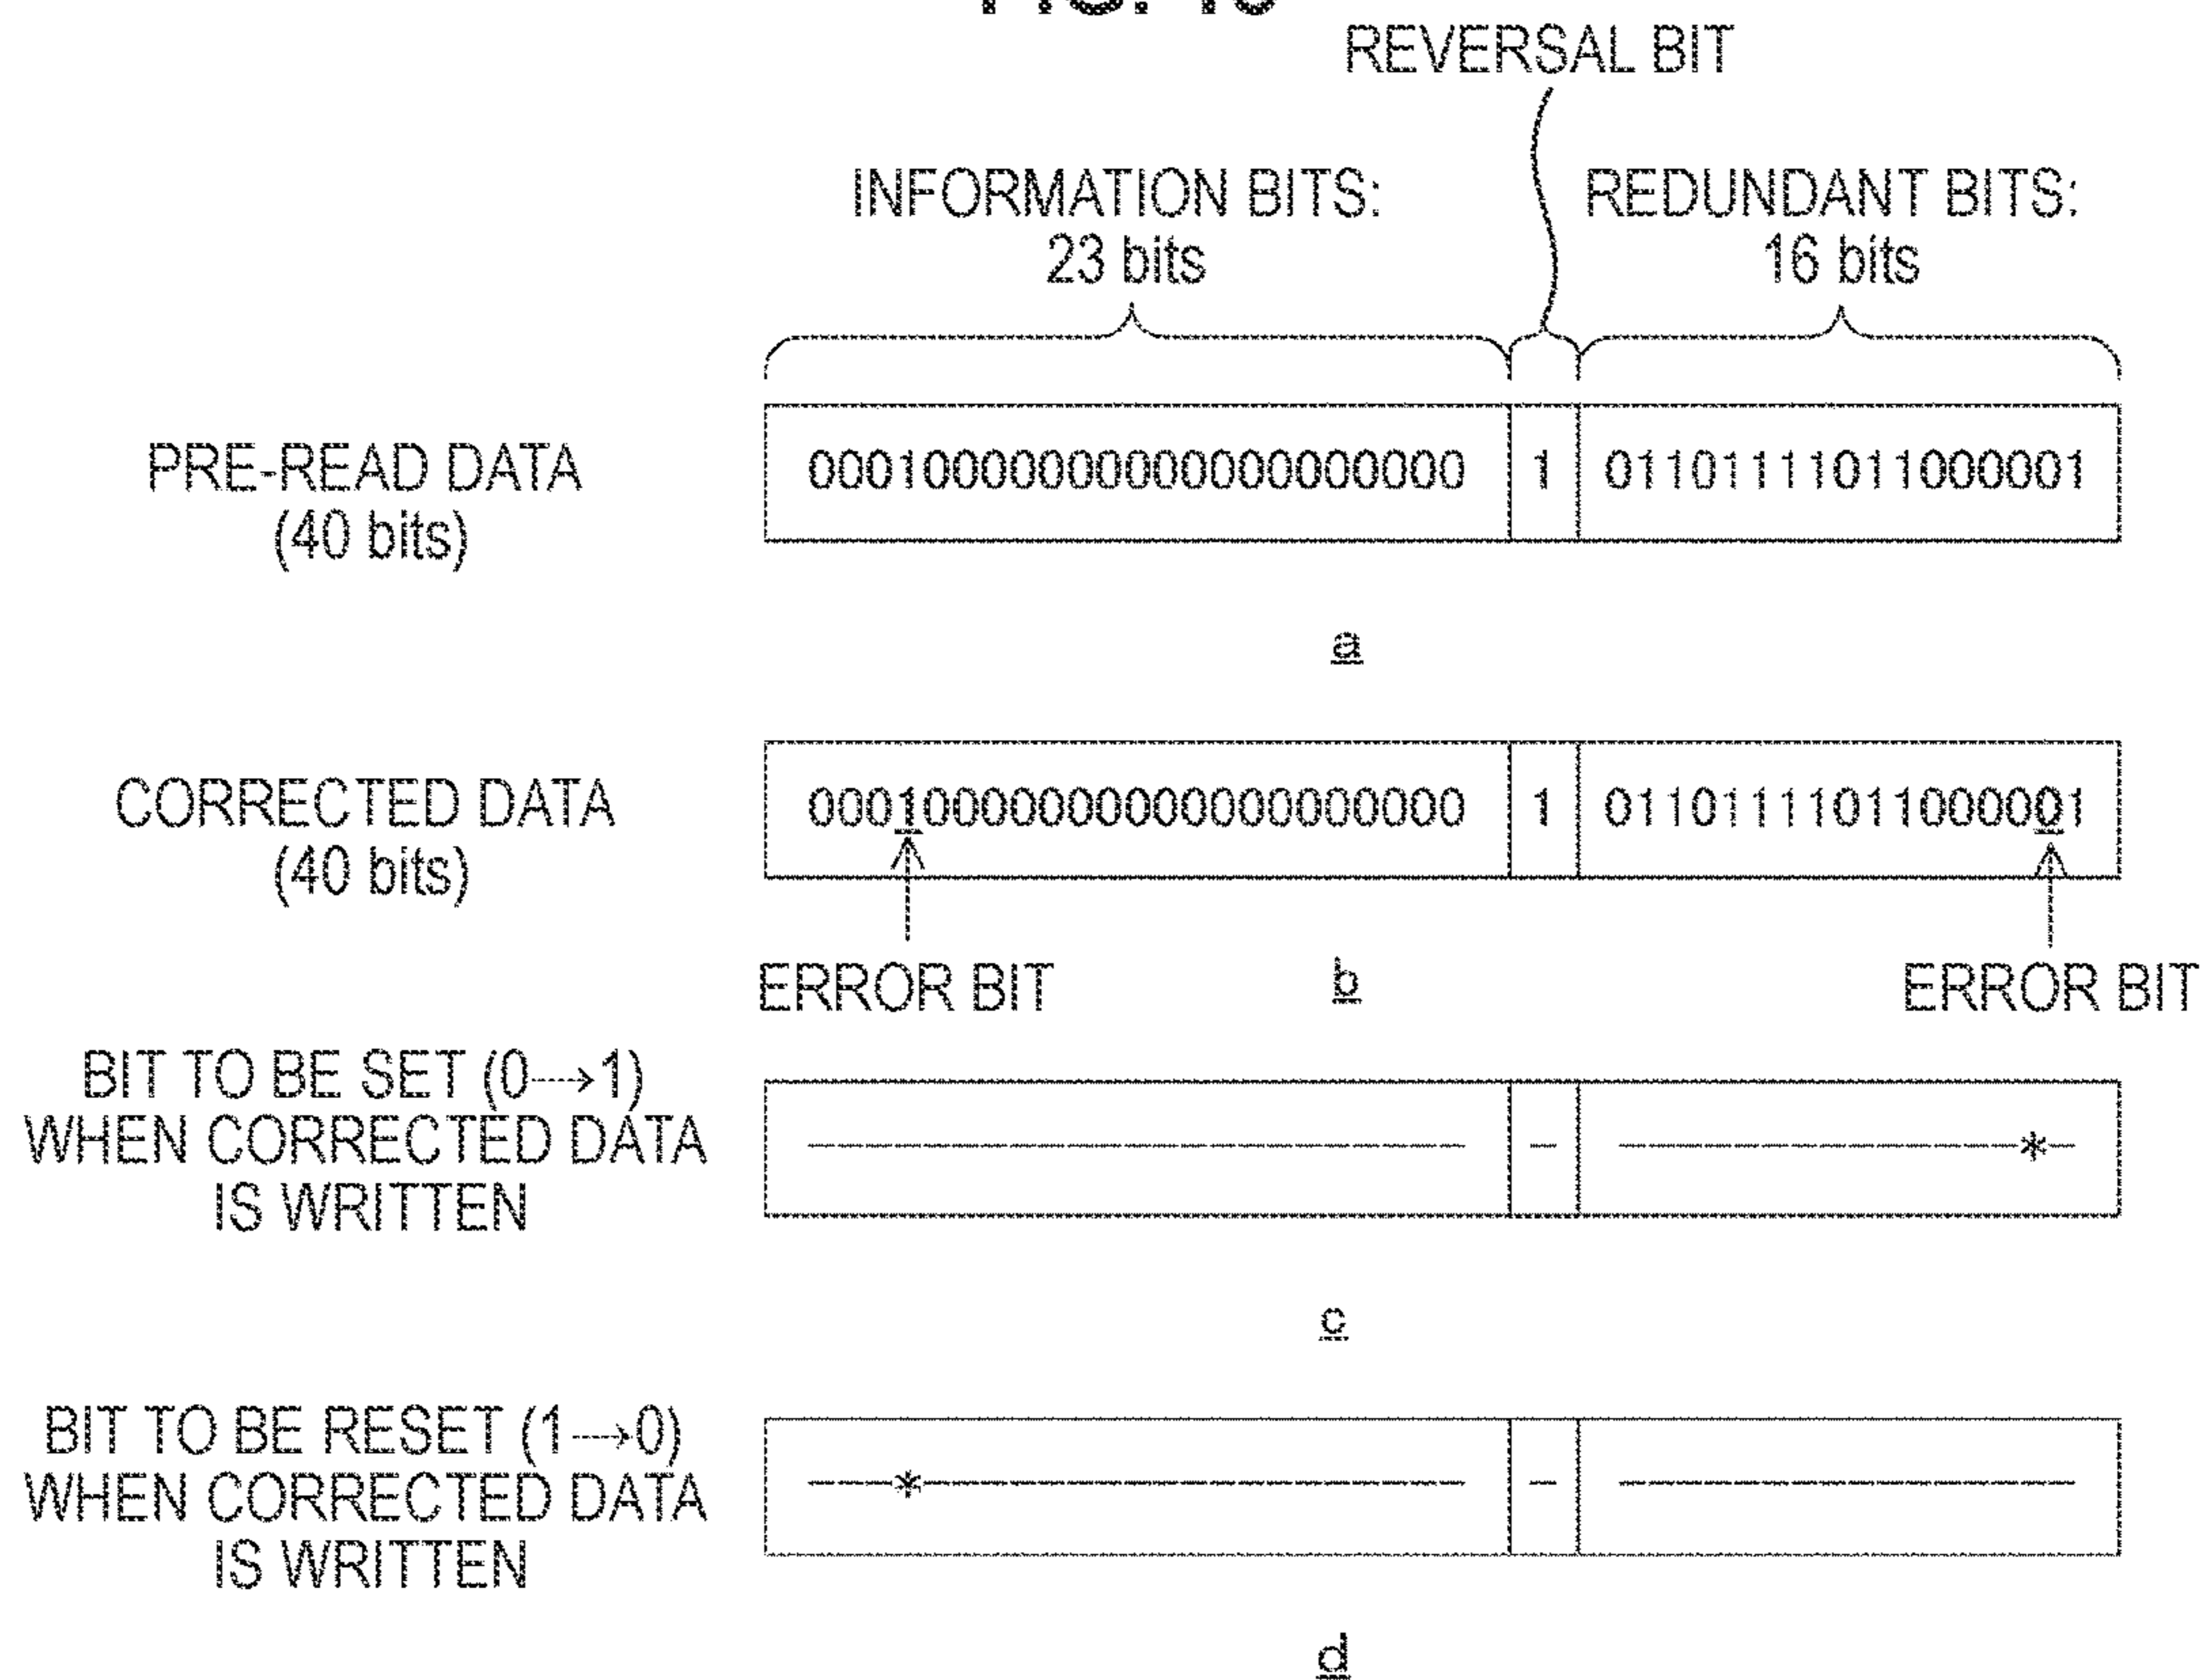 REVERSAL BIT
INFORMATION BITS:
23 bits
REDUNDANT BITS:
16 bits
PRE-READ DATA
(40 bits)
00010000000000000000000 1 0110111101100001
a
CORRECTED DATA
(40 bits)
00010000000000000000000 1 0110111101100001
ERROR BIT
b
ERROR BIT
BIT TO BE SET (0→1)
WHEN CORRECTED DATA
IS WRITTEN
----------------------- - --------------*-
c
BIT TO BE RESET (1→0)
WHEN CORRECTED DATA
IS WRITTEN
---*------------------- - ----------------
d